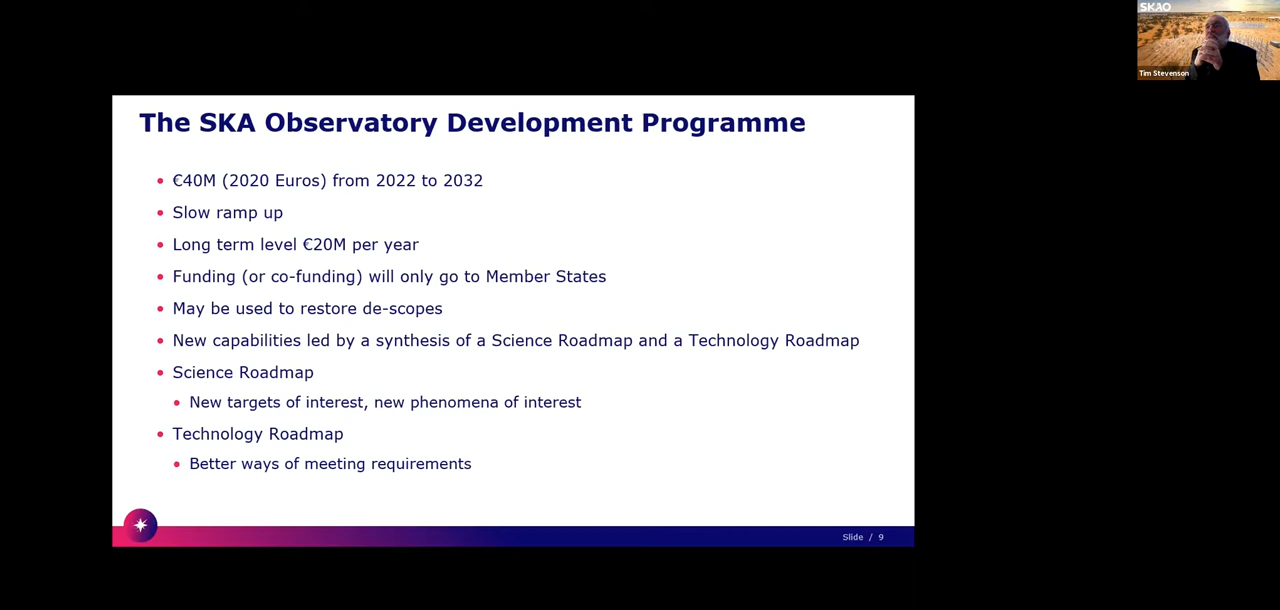 SKAO
Tim Stevenson
The SKA Observatory Development Programme
• €40M (2020 Euros) from 2022 to 2032
• Slow ramp up
• Long term level €20M per year
• Funding (or co-funding) will only go to Member States
• May be used to restore de-scopes
• New capabilities led by a synthesis of a Science Roadmap and a Technology Roadmap
• Science Roadmap
• New targets of interest, new phenomena of interest
• Technology Roadmap
• Better ways of meeting requirements
Slide / 9